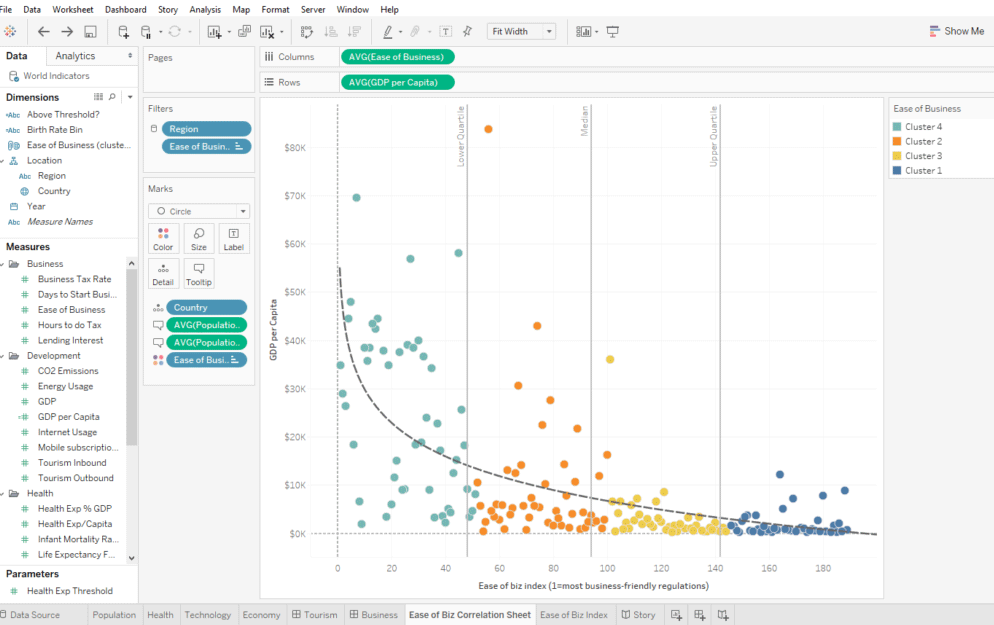 File Data Worksheet Dashboard Story Analysis Map Format Server Window Help
Fit Width
Show Me
Data Analytics
World Indicators
Dimensions
Abc Above Threshold?
Abc Birth Rate Bin
Ease of Business (cluste...
Location
Abc Region
Country
Year
Abc Measure Names
Measures
Business
Business Tax Rate
Days to Start Busi...
Ease of Business
Hours to do Tax
Lending Interest
Development
CO2 Emissions
Energy Usage
GDP
GDP per Capita
Internet Usage
Mobile subscriptio...
Tourism Inbound
Tourism Outbound
Health
Health Exp % GDP
Health Exp/Capita
Infant Mortality Ra...
Life Expectancy F...
Parameters
Health Exp Threshold
Pages
Filters
Region
Ease of Busin..
Marks
Circle
Color Size Label
Detail Tooltip
Country
AVG(Populatio..
AVG(Populatio..
Ease of Busi..
Columns AVG(Ease of Business)
Rows AVG(GDP per Capita)
Lower Quartile
Median
Upper Quartile
GDP per Capita
$80K
$70K
$60K
$50K
$40K
$30K
$20K
$10K
$0K
0 20 40 60 80 100 120 140 160 180
Ease of biz index (1=most business-friendly regulations)
Ease of Business
Cluster 4
Cluster 2
Cluster 3
Cluster 1
Data Source Population Health Technology Economy Tourism Business Ease of Biz Correlation Sheet Ease of Biz Index Story